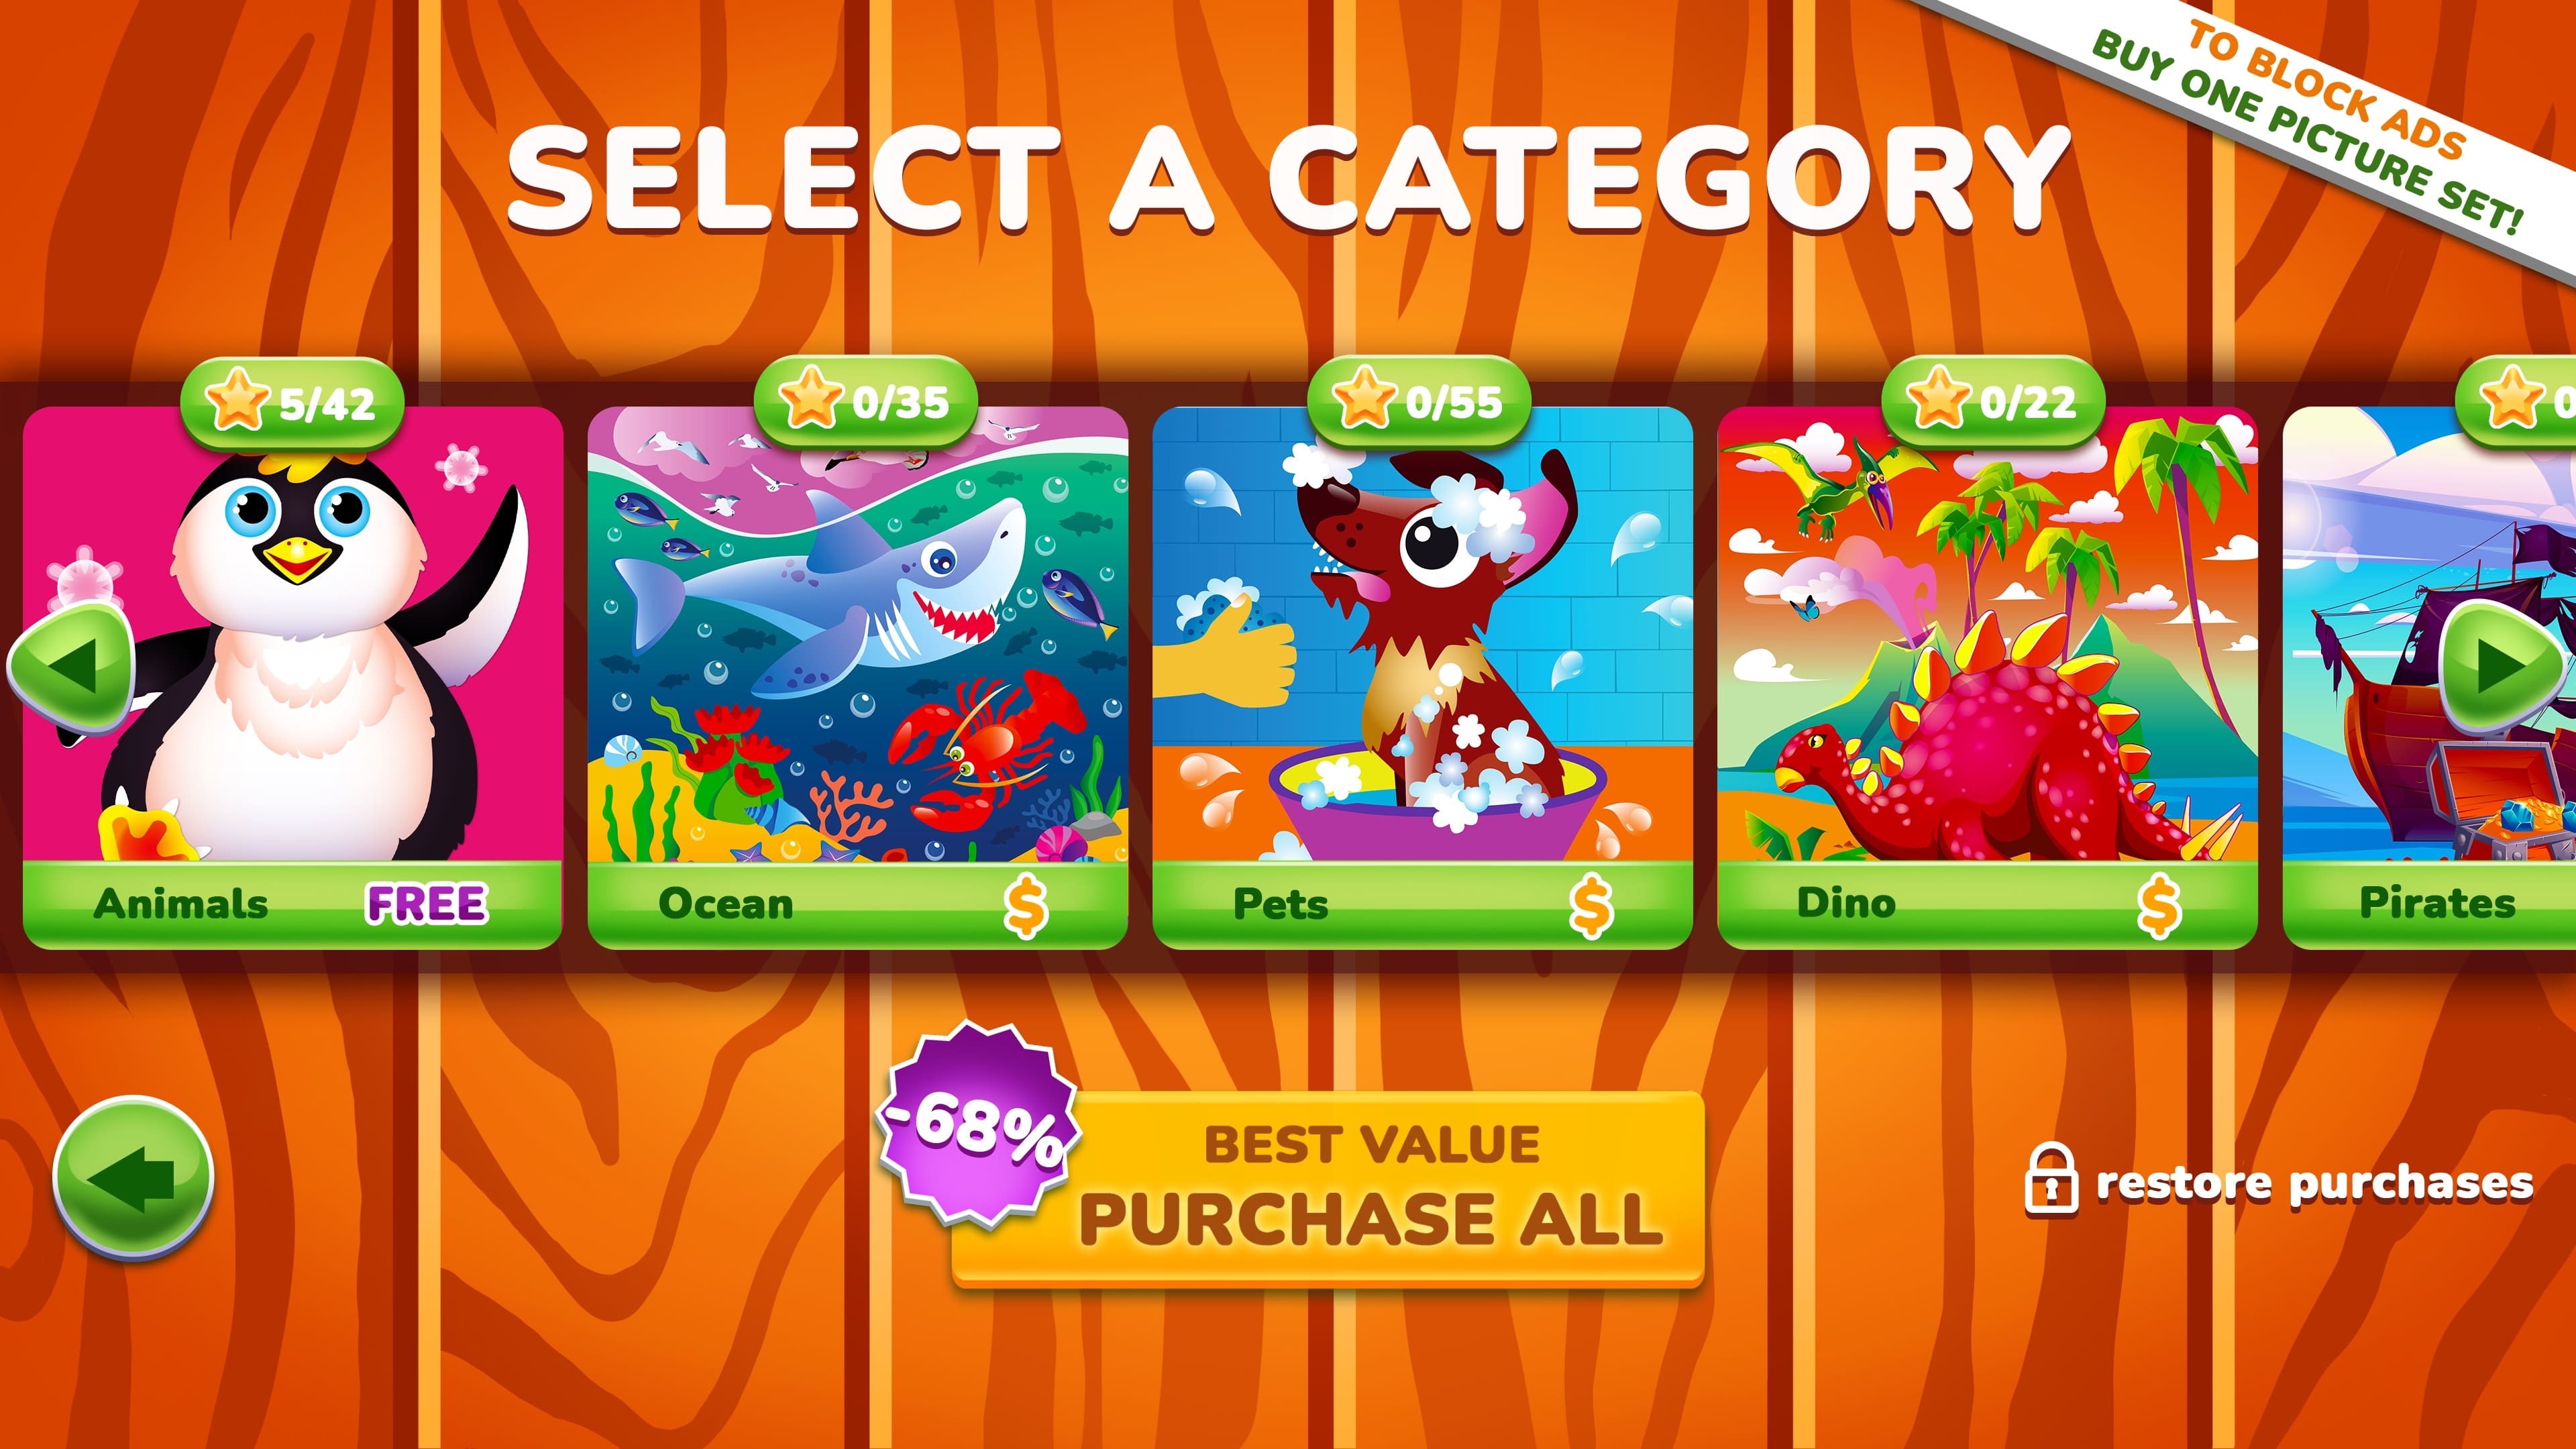 TO BLOCK ADS
BUY ONE PICTURE SET!
SELECT A CATEGORY
5/42
0/35
0/55
0/22
0
Animals FREE
Ocean $
Pets $
Dino $
Pirates
-68%
BEST VALUE
PURCHASE ALL
restore purchases